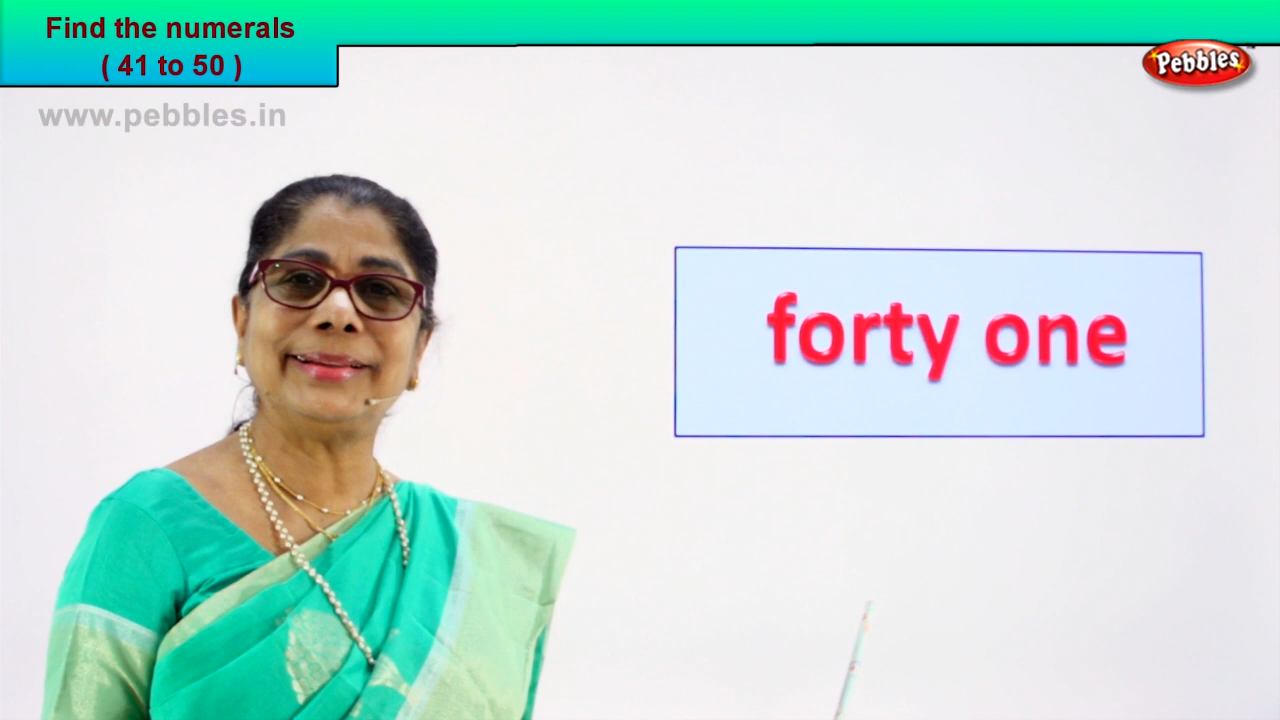 Find the numerals
( 41 to 50 )
Pebbles
www.pebbles.in
forty one